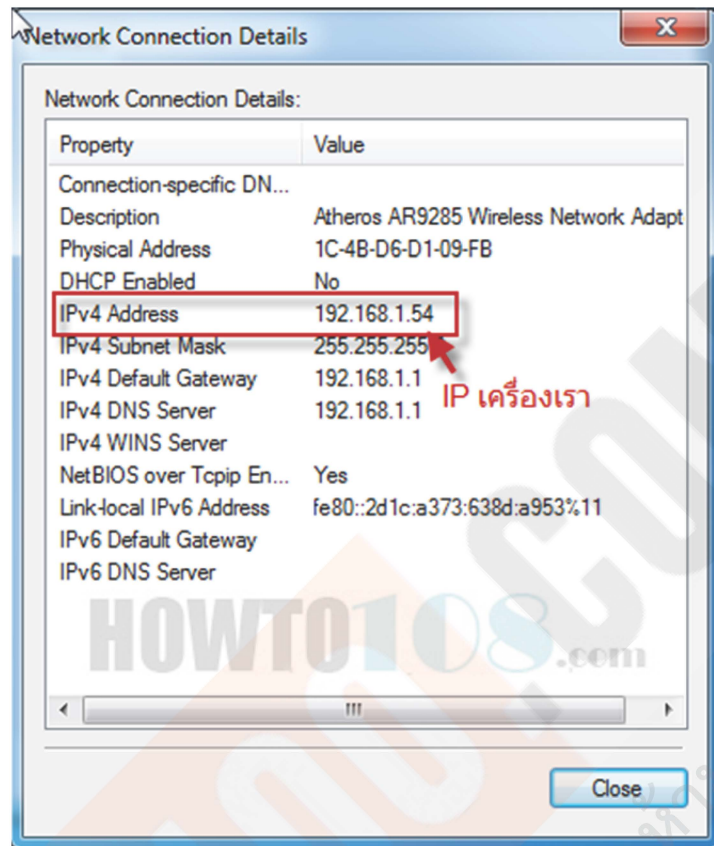 Network Connection Details
Network Connection Details:
Property Value
Connection-specific DN...
Description Atheros AR9285 Wireless Network Adapt
Physical Address 1C-4B-D6-D1-09-FB
DHCP Enabled No
IPv4 Address 192.168.1.54
IPv4 Subnet Mask 255.255.255
IPv4 Default Gateway 192.168.1.1
IPv4 DNS Server 192.168.1.1
IP เครื่องเรา
IPv4 WINS Server
NetBIOS over Tcpip En... Yes
Link-local IPv6 Address fe80::2d1c:a373:638d:a953%11
IPv6 Default Gateway
IPv6 DNS Server
HOWTO108.com
Close